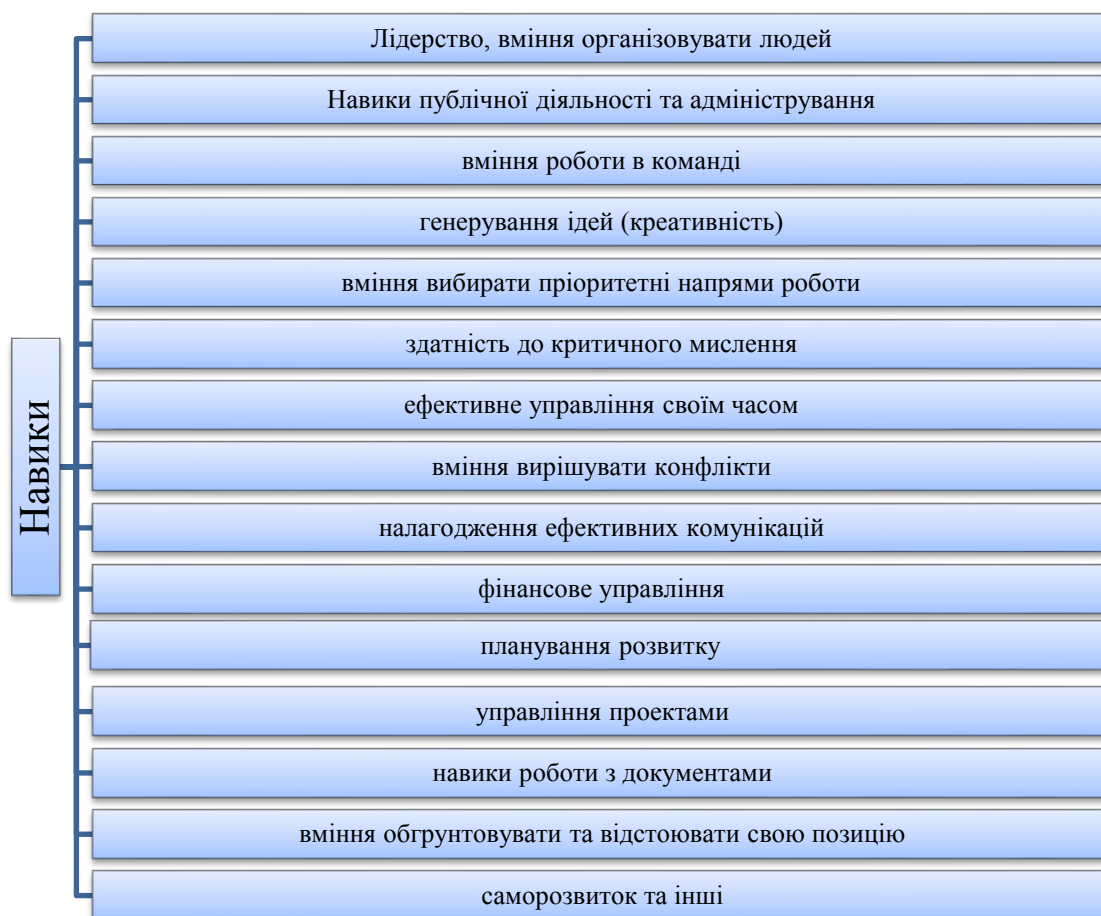 Навики
Лідерство, вміння організовувати людей
Навики публічної діяльності та адміністрування
вміння роботи в команді
генерування ідей (креативність)
вміння вибирати пріоритетні напрями роботи
здатність до критичного мислення
ефективне управління своїм часом
вміння вирішувати конфлікти
налагодження ефективних комунікацій
фінансове управління
планування розвитку
управління проектами
навики роботи з документами
вміння обгрунтовувати та відстоювати свою позицію
саморозвиток та інші